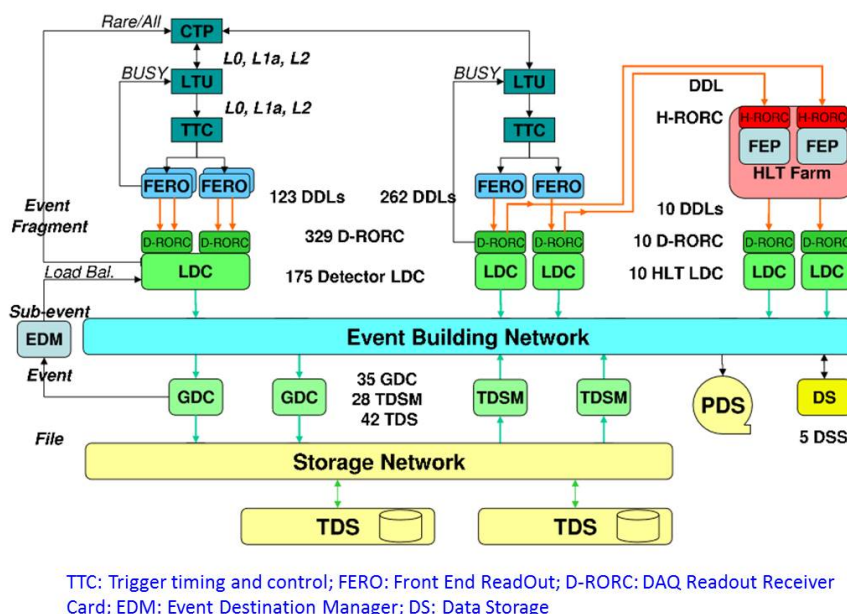 Rare/All
CTP
L0, L1a, L2
BUSY
LTU
BUSY
LTU
DDL
L0, L1a, L2
H-RORC
H-RORC
H-RORC
TTC
TTC
FEP
FEP
HLT Farm
FERO
FERO
123 DDLs
262 DDLs
FERO
FERO
Event
Fragment
10 DDLs
D-RORC
D-RORC
329 D-RORC
D-RORC
D-RORC
10 D-RORC
D-RORC
D-RORC
Load Bal.
LDC
175 Detector LDC
LDC
LDC
10 HLT LDC
LDC
LDC
Sub-event
EDM
Event Building Network
Event
35 GDC
28 TDSM
42 TDS
GDC
GDC
TDSM
TDSM
PDS
DS
5 DSS
File
Storage Network
TDS
TDS
TTC: Trigger timing and control; FERO: Front End ReadOut; D-RORC: DAQ Readout Receiver
Card; EDM: Event Destination Manager; DS: Data Storage